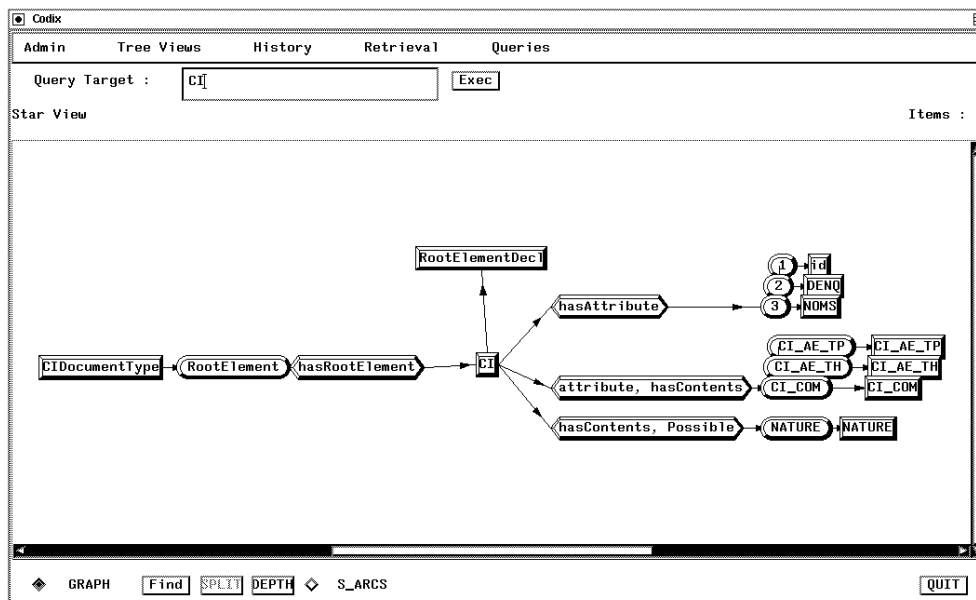 Codix
Admin Tree Views History Retrieval Queries
Query Target : CI Exec
Star View Items :
RootElementDecl
1 id
2 DENQ
hasAttribute 3 NOMS
CI_AE_TP CI_AE_TP
CIDocumentType RootElement hasRootElement CI CI_AE_TH CI_AE_TH
attribute, hasContents CI_COM CI_COM
hasContents, Possible NATURE NATURE
GRAPH Find SPLIT DEPTH S_ARCS QUIT